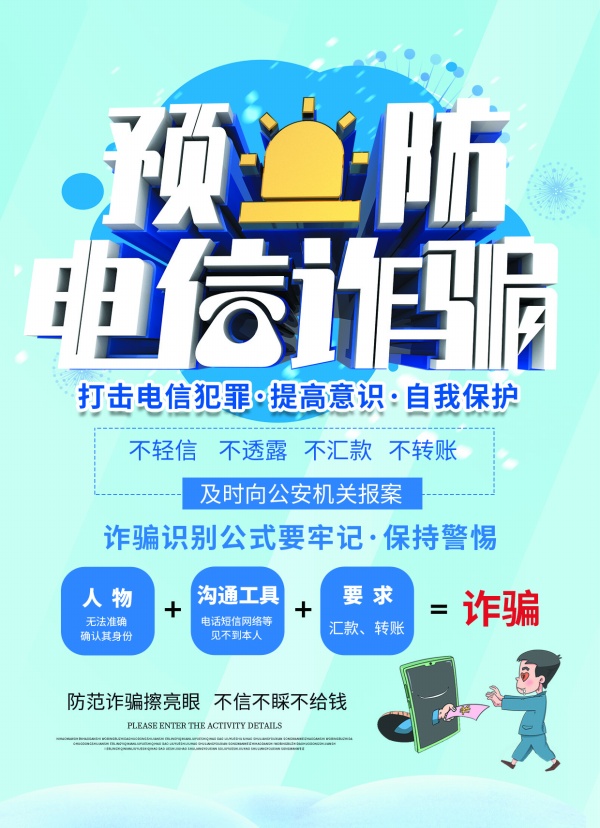 预防
电信诈骗
打击电信犯罪·提高意识·自我保护
不轻信 不透露 不汇款 不转账
及时向公安机关报案
诈骗识别公式要牢记·保持警惕
人物 + 沟通工具 + 要求 = 诈骗
无法准确
确认其身份
电话短信网络等
见不到本人
汇款、转账
防范诈骗擦亮眼 不信不睬不给钱
PLEASE ENTER THE ACTIVITY DETAILS